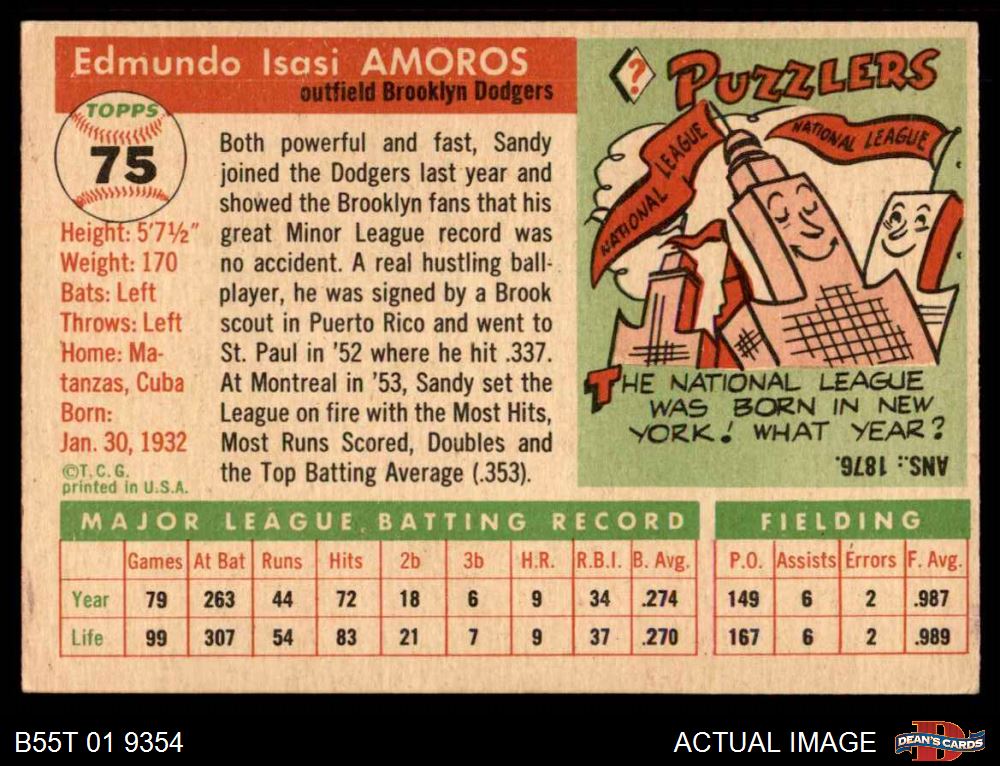 Edmundo Isasi AMOROS
outfield Brooklyn Dodgers
TOPPS
75
Height: 5'7½"
Weight: 170
Bats: Left
Throws: Left
Home: Ma-
tanzas, Cuba
Born:
Jan. 30, 1932
©T. C. G.
printed in U.S.A.
Both powerful and fast, Sandy
joined the Dodgers last year and
showed the Brooklyn fans that his
great Minor League record was
no accident. A real hustling ball-
player, he was signed by a Brook
scout in Puerto Rico and went to
St. Paul in '52 where he hit .337.
At Montreal in '53, Sandy set the
League on fire with the Most Hits,
Most Runs Scored, Doubles and
the Top Batting Average (.353).
? PUZZLERS
NATIONAL LEAGUE
NATIONAL LEAGUE
THE NATIONAL LEAGUE
WAS BORN IN NEW
YORK! WHAT YEAR?
ANS.: 1876.
MAJOR LEAGUE BATTING RECORD FIELDING
Games At Bat Runs Hits 2b 3b H.R. R.B.I. B. Avg. P.O. Assists Errors F. Avg.
Year 79 263 44 72 18 6 9 34 .274 149 6 2 .987
Life 99 307 54 83 21 7 9 37 .270 167 6 2 .989
B55T 01 9354
ACTUAL IMAGE
DEAN'S CARDS